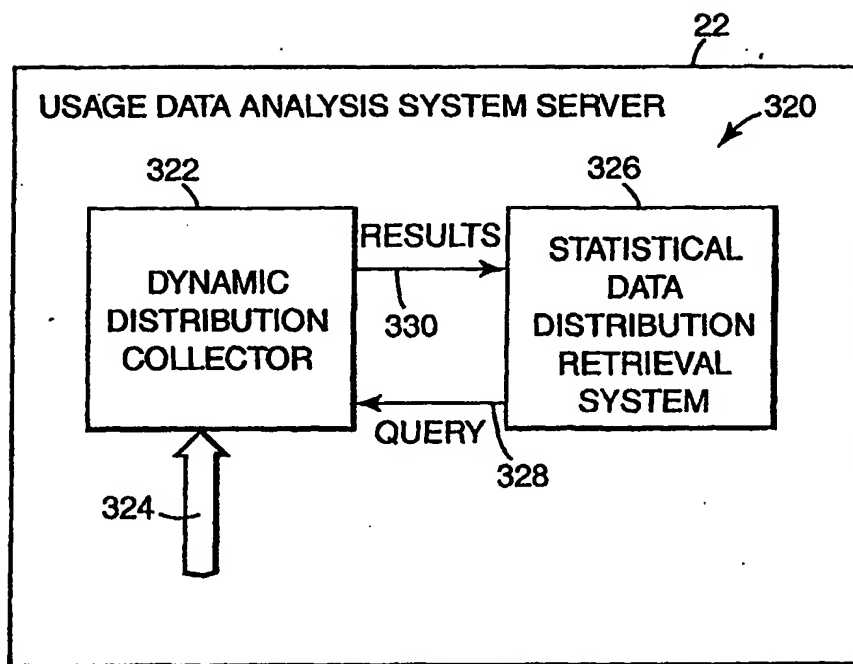 22
USAGE DATA ANALYSIS SYSTEM SERVER
320
322
326
DYNAMIC
DISTRIBUTION
COLLECTOR
RESULTS
330
STATISTICAL
DATA
DISTRIBUTION
RETRIEVAL
SYSTEM
QUERY
328
324